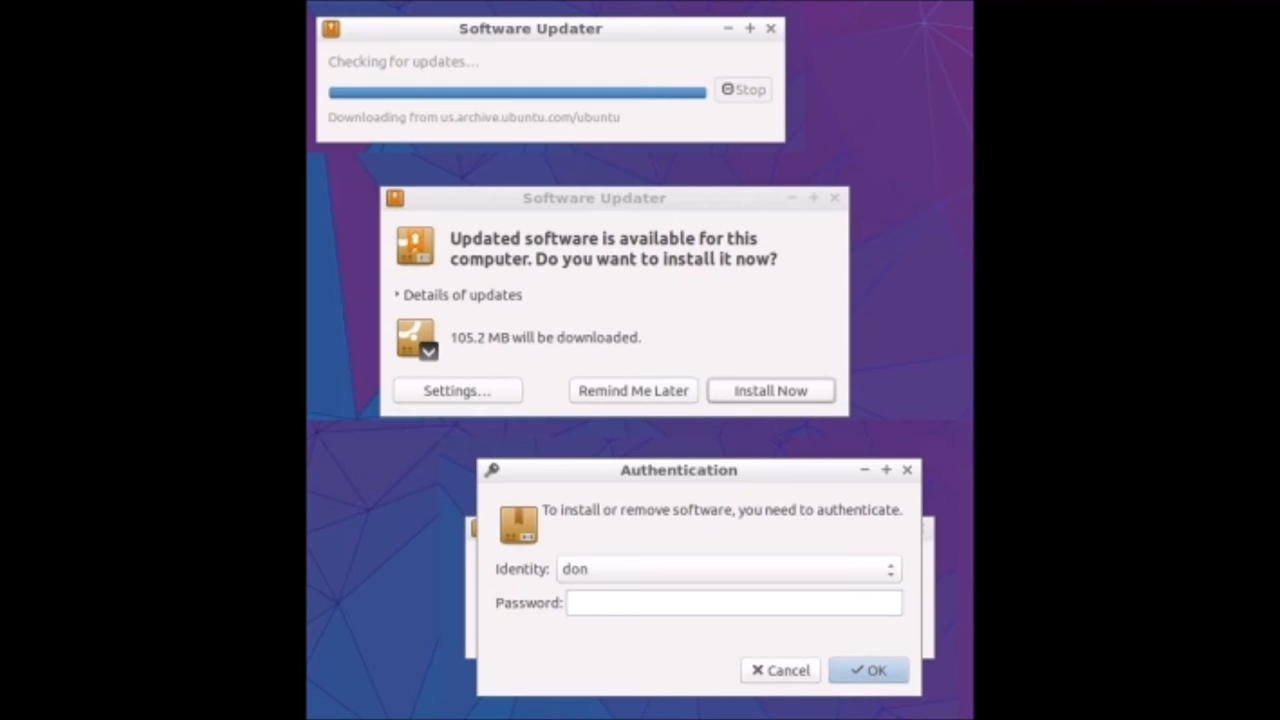 Software Updater
Checking for updates...
Stop
Downloading from us.archive.ubuntu.com/ubuntu
Software Updater
Updated software is available for this
computer. Do you want to install it now?
Details of updates
105.2 MB will be downloaded.
Settings...
Remind Me Later
Install Now
Authentication
To install or remove software, you need to authenticate.
Identity: don
Password:
Cancel
OK